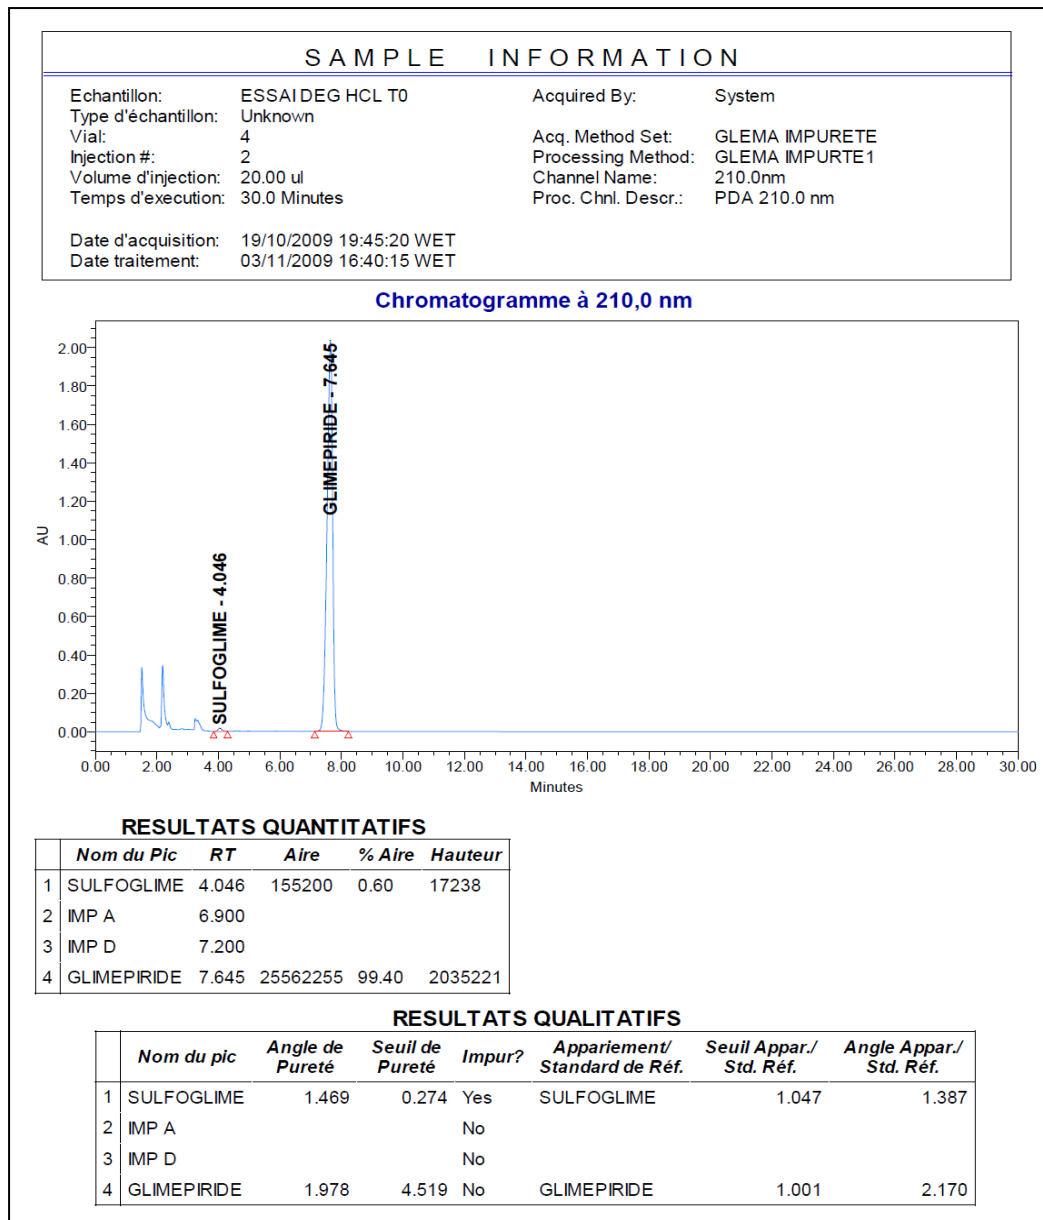 SAMPLE INFORMATION
Echantillon: ESSAI DEG HCL T0 Acquired By: System
Type d'échantillon: Unknown
Vial: 4 Acq. Method Set: GLEMA IMPURETE
Injection #: 2 Processing Method: GLEMA IMPURTE1
Volume d'injection: 20.00 ul Channel Name: 210.0nm
Temps d'execution: 30.0 Minutes Proc. Chnl. Descr.: PDA 210.0 nm
Date d'acquisition: 19/10/2009 19:45:20 WET
Date traitement: 03/11/2009 16:40:15 WET
Chromatogramme à 210,0 nm
AU
2.00
1.80
1.60
1.40
1.20
1.00
0.80
0.60
0.40
0.20
0.00
SULFOGLIME - 4.046
GLIMEPIRIDE - 7.645
0.00 2.00 4.00 6.00 8.00 10.00 12.00 14.00 16.00 18.00 20.00 22.00 24.00 26.00 28.00 30.00
Minutes
RESULTATS QUANTITATIFS
Nom du Pic RT Aire % Aire Hauteur
1 SULFOGLIME 4.046 155200 0.60 17238
2 IMP A 6.900
3 IMP D 7.200
4 GLIMEPIRIDE 7.645 25562255 99.40 2035221
RESULTATS QUALITATIFS
Nom du pic Angle de Pureté Seuil de Pureté Impur? Appariement/ Standard de Réf. Seuil Appar./ Std. Réf. Angle Appar./ Std. Réf.
1 SULFOGLIME 1.469 0.274 Yes SULFOGLIME 1.047 1.387
2 IMP A No
3 IMP D No
4 GLIMEPIRIDE 1.978 4.519 No GLIMEPIRIDE 1.001 2.170